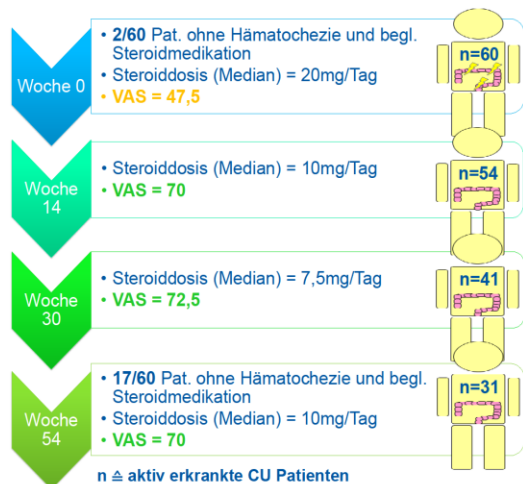 Woche 0
• 2/60 Pat. ohne Hämatochezie und begl.
Steroidmedikation
• Steroiddosis (Median) = 20mg/Tag
• VAS = 47,5
n=60
Woche
14
• Steroiddosis (Median) = 10mg/Tag
• VAS = 70
n=54
Woche
30
• Steroiddosis (Median) = 7,5mg/Tag
• VAS = 72,5
n=41
Woche
54
• 17/60 Pat. ohne Hämatochezie und begl.
Steroidmedikation
• Steroiddosis (Median) = 10mg/Tag
• VAS = 70
n=31
n ≙ aktiv erkrankte CU Patienten